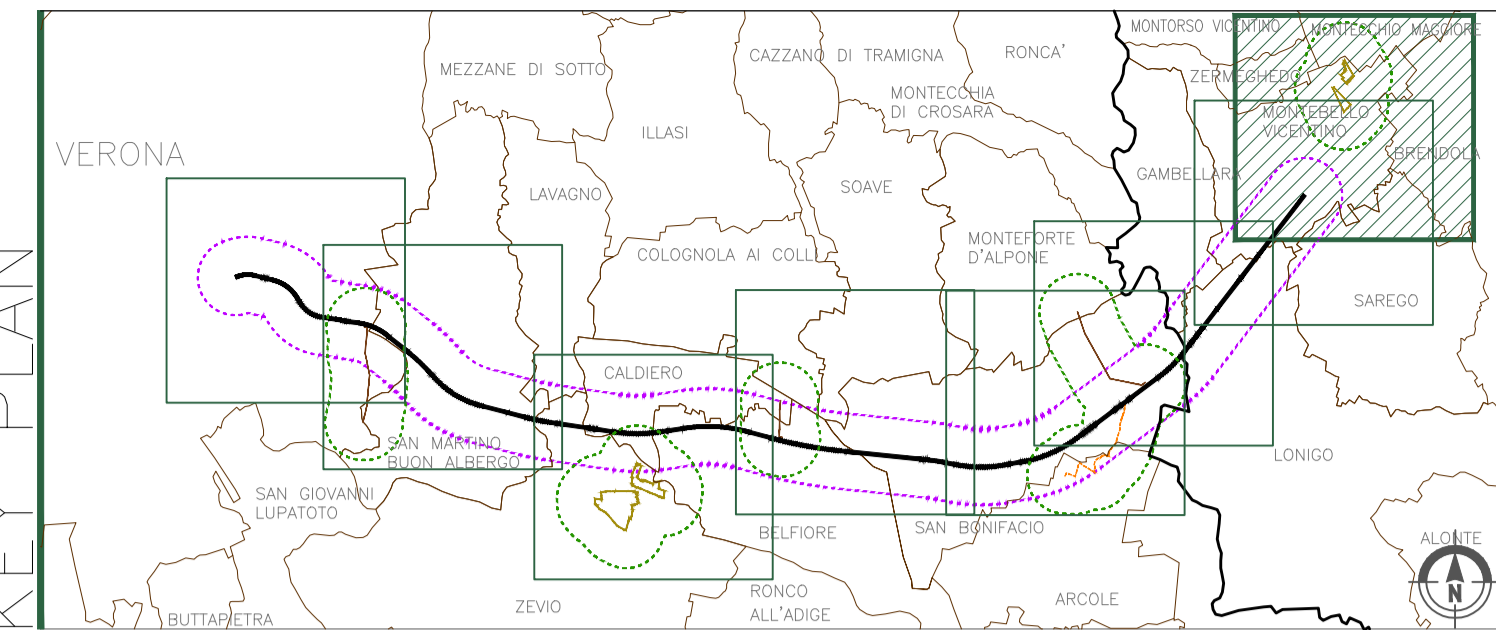 KEY PLAN
MONTORSO VICENTINO
MONTECCHIO MAGGIORE
RONCA'
CAZZANO DI TRAMIGNA
MEZZANE DI SOTTO
ZERMEGHEDO
MONTECCHIA
DI CROSARA
MONTEBELLO
VICENTINO
ILLASI
VERONA
BRENDOLA
GAMBELLARA
SOAVE
LAVAGNO
MONTEFORTE
D'ALPONE
COLOGNOLA AI COLLI
SAREGO
CALDIERO
SAN MARTINO
BUON ALBERGO
LONIGO
SAN GIOVANNI
LUPATOTO
BELFIORE
SAN BONIFACIO
ALONTE
N
RONCO
ALL'ADIGE
ARCOLE
ZEVIO
BUTTAPIETRA